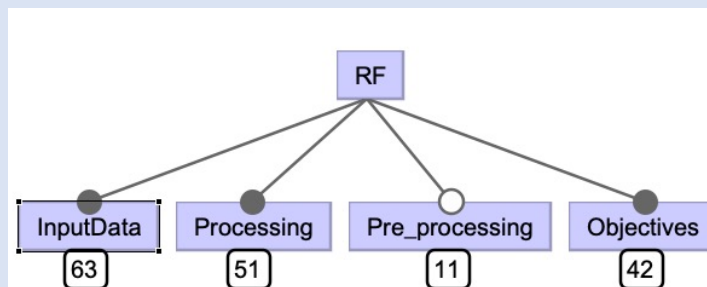 RF
InputData Processing Pre_processing Objectives
63 51 11 42